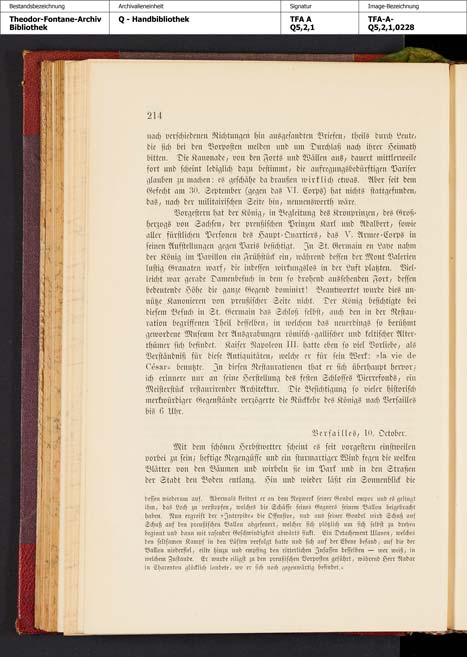 Bestandsbezeichnung
Theodor-Fontane-Archiv
Bibliothek
Archivalieneinheit
Q - Handbibliothek
Signatur
TFA A
Q5,2,1
Image-Bezeichnung
TFA-A-
Q5,2,1,0228
214
nach verschiedenen Richtungen hin ausgesandten Briefen, theils durch Leute,
die sich bei den Vorposten melden und um Durchlaß nach ihrer Heimath
bitten. Die Kanonade, von den Forts und Wällen aus, dauert mittlerweile
fort und scheint lediglich dazu bestimmt, die aufregungsbedürftigen Pariser
glauben zu machen: es geschähe da draußen wirklich etwas. Aber seit dem
Gefecht am 30. September (gegen das VI. Corps) hat nichts stattgefunden,
das, nach der militairischen Seite hin, nennenswerth wäre.
Vorgestern hat der König, in Begleitung des Kronprinzen, des Groß-
herzogs von Sachsen, der preußischen Prinzen Karl und Adalbert, sowie
aller fürstlichen Personen des Haupt-Quartiers, das V. Armee-Corps in
seinen Aufstellungen gegen Paris besichtigt. In St. Germain en Laye nahm
der König im Pavillon ein Frühstück ein, während dessen der Mont Valerien
lustig Granaten warf, die indessen wirkungslos in der Luft platzten. Viel-
leicht war gerade Damenbesuch in dem so drohend aussehenden Fort, dessen
bedeutende Höhe die ganze Gegend dominirt! Beantwortet wurde dies un-
nütze Kanonieren von preußischer Seite nicht. Der König besichtigte bei
diesem Besuch in St. Germain das Schloß selbst, auch den in der Restau-
ration begriffenen Theil desselben, in welchem das neuerdings so berühmt
gewordene Museum der Ausgrabungen römisch-gallischer und keltischer Alter-
thümer sich befindet. Kaiser Napoleon III. hatte eben so viel Vorliebe, als
Verständniß für diese Antiquitäten, welche er für sein Werk: »la vie de
César« benutzte. In diesen Restaurationen that er sich überhaupt hervor;
ich erinnere nur an seine Herstellung des festen Schlosses Pierrefonds, ein
Meisterstück restaurirender Architektur. Die Besichtigung so vieler historisch
merkwürdiger Gegenstände verzögerte die Rückkehr des Königs nach Versailles
bis 6 Uhr.
Versailles, 10. October.
Mit dem schönen Herbstwetter scheint es seit vorgestern einstweilen
vorbei zu sein; heftige Regengüsse und ein sturmartiger Wind fegen die welken
Blätter von den Bäumen und wirbeln sie im Park und in den Straßen
der Stadt den Boden entlang. Hin und wieder läßt ein Sonnenblick die
dessen wiederum auf. Abermals klettert er an dem Netzwerk seiner Gondel empor und es gelingt
ihm, das Loch zu verstopfen, welches die Schüsse seines Gegners seinem Ballon beigebracht
haben. Nun ergreift der »Intrepide« die Offensive, und aus seiner Gondel wird Schuß auf
Schuß auf den preußischen Ballon abgefeuert, welcher sich plötzlich um sich selbst zu drehen
beginnt und dann mit rasender Geschwindigkeit abwärts sinkt. Ein Detachement Ulanen, welches
den seltsamen Kampf in den Lüften verfolgt hatte und sich auf der Ebene befand, auf die der
Ballon niederfiel, eilte hinzu und empfing den ritterlichen Insassen desselben — wer weiß, in
welchem Zustande. Er wurde eiligst zu den preußischen Vorposten geführt, während Herr Nadar
in Charenton glücklich landete, wo er sich noch gegenwärtig befindet.«